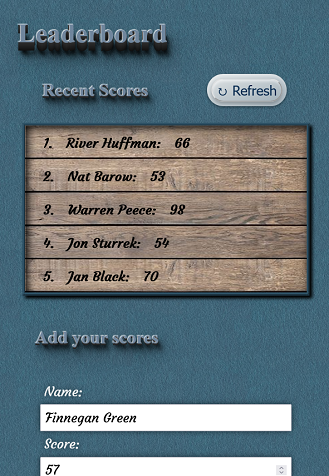 Leaderboard
Recent Scores
↻ Refresh
1. River Huffman: 66
2. Nat Barow: 53
3. Warren Peece: 98
4. Jon Sturrek: 54
5. Jan Black: 70
Add your scores
Name:
Finnegan Green
Score:
57